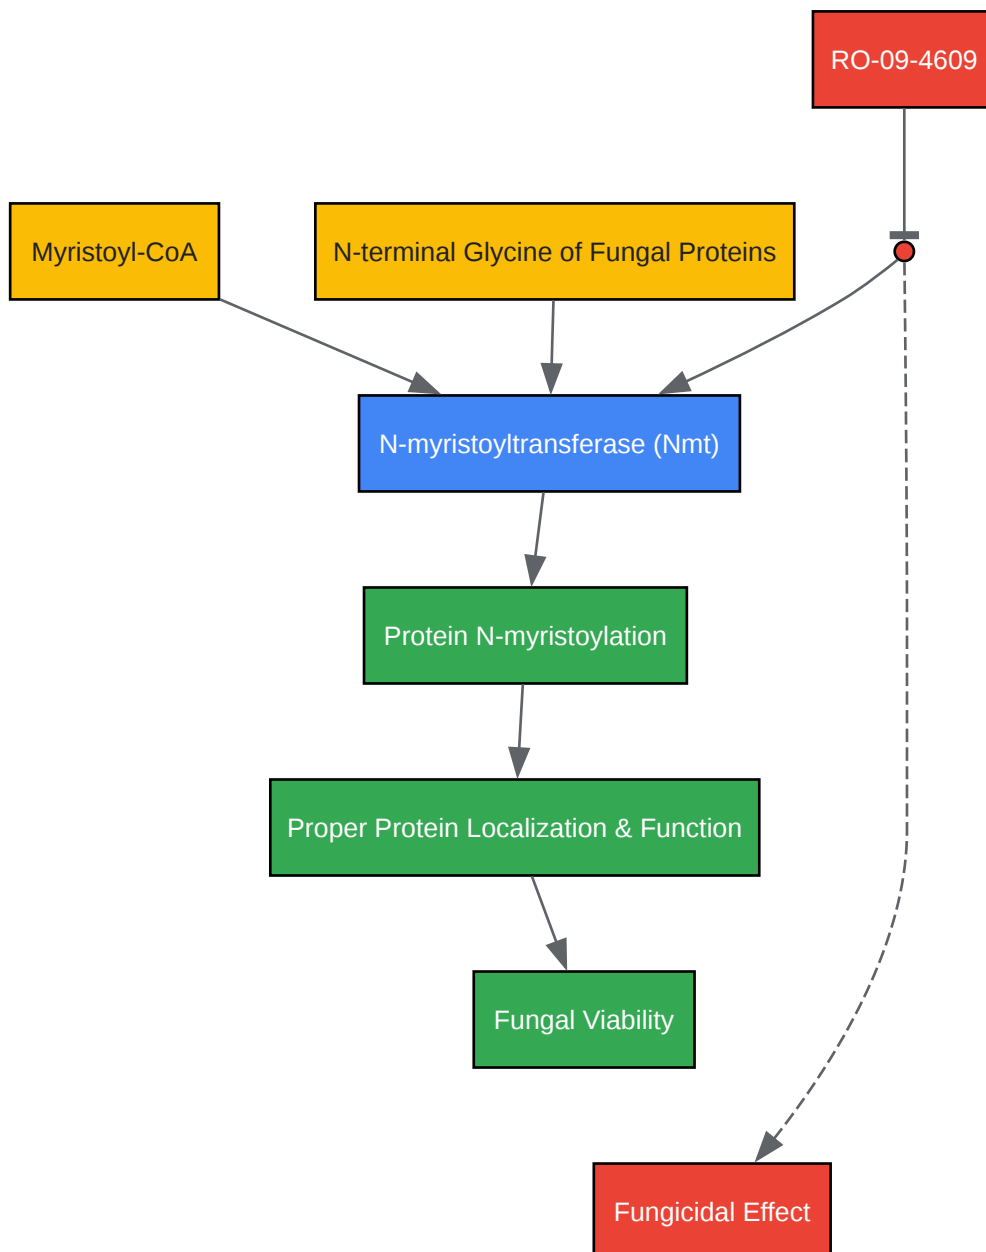 RO-09-4609
Myristoyl-CoA
N-terminal Glycine of Fungal Proteins
N-myristoyltransferase (Nmt)
Protein N-myristoylation
Proper Protein Localization & Function
Fungal Viability
Fungicidal Effect